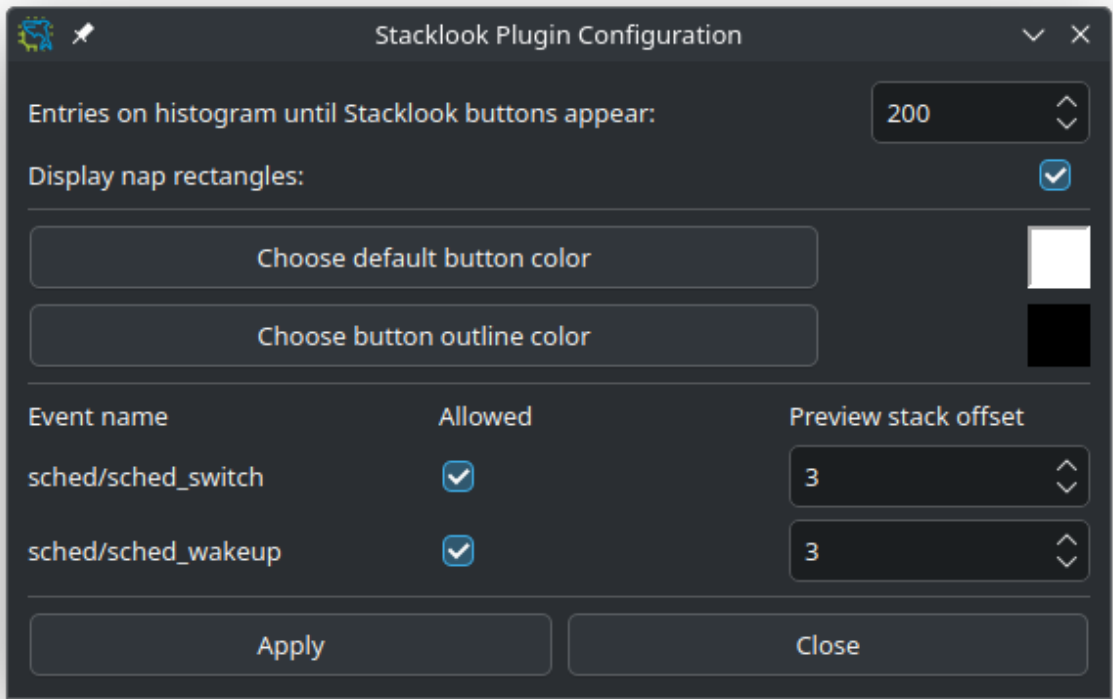 Stacklook Plugin Configuration
Entries on histogram until Stacklook buttons appear: 200
Display nap rectangles:
Choose default button color
Choose button outline color
Event name Allowed Preview stack offset
sched/sched_switch 3
sched/sched_wakeup 3
Apply Close